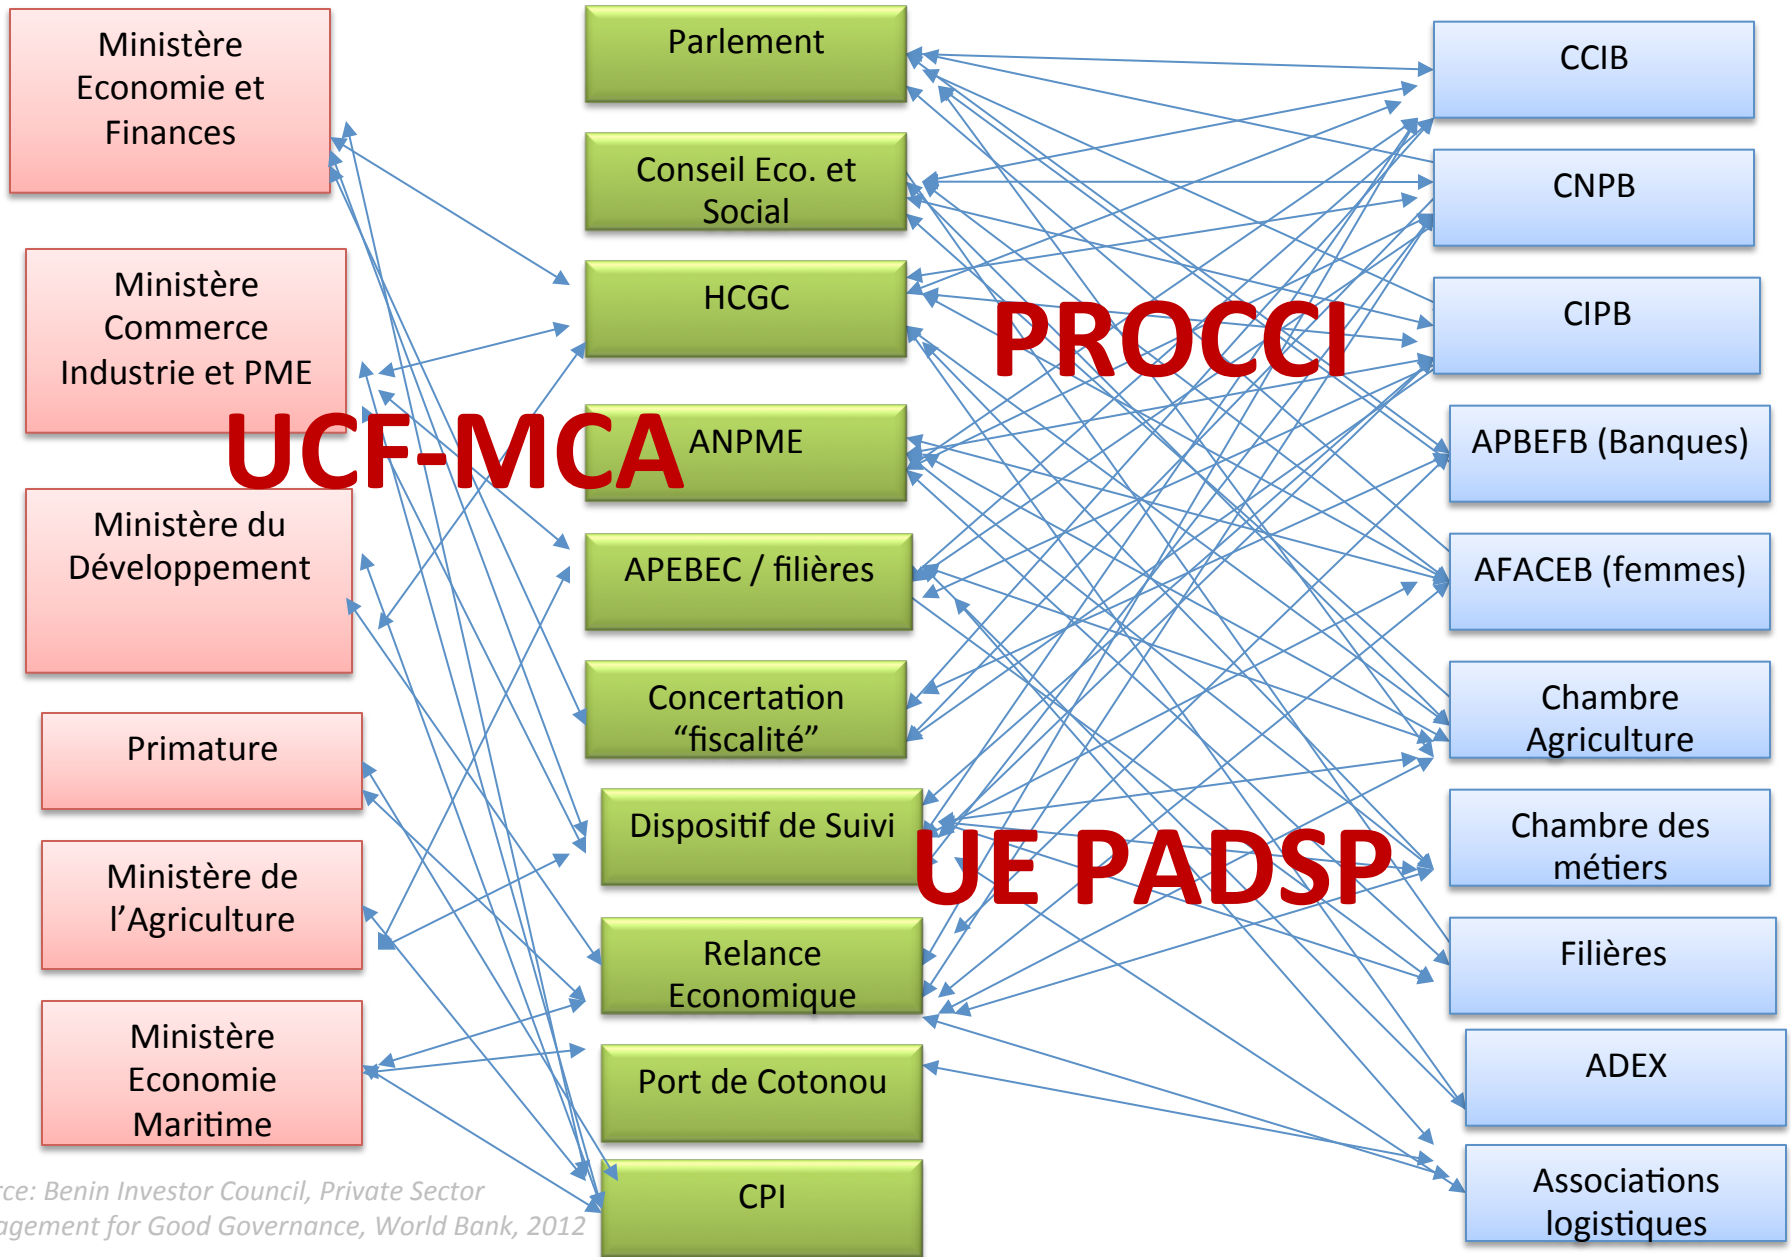 Ministère
Economie et
Finances
Ministère
Commerce
Industrie et PME
Ministère du
Développement
Primature
Ministère de
l’Agriculture
Ministère
Economie
Maritime
UCF-MCA
Parlement
Conseil Eco. et
Social
HCGC
ANPME
APEBEC / filières
Concertation
“fiscalité”
Dispositif de Suivi
Relance
Economique
Port de Cotonou
CPI
PROCCI
UE PADSP
CCIB
CNPB
CIPB
APBEFB (Banques)
AFACEB (femmes)
Chambre
Agriculture
Chambre des
métiers
Filières
ADEX
Associations
logistiques
rce: Benin Investor Council, Private Sector
agement for Good Governance, World Bank, 2012